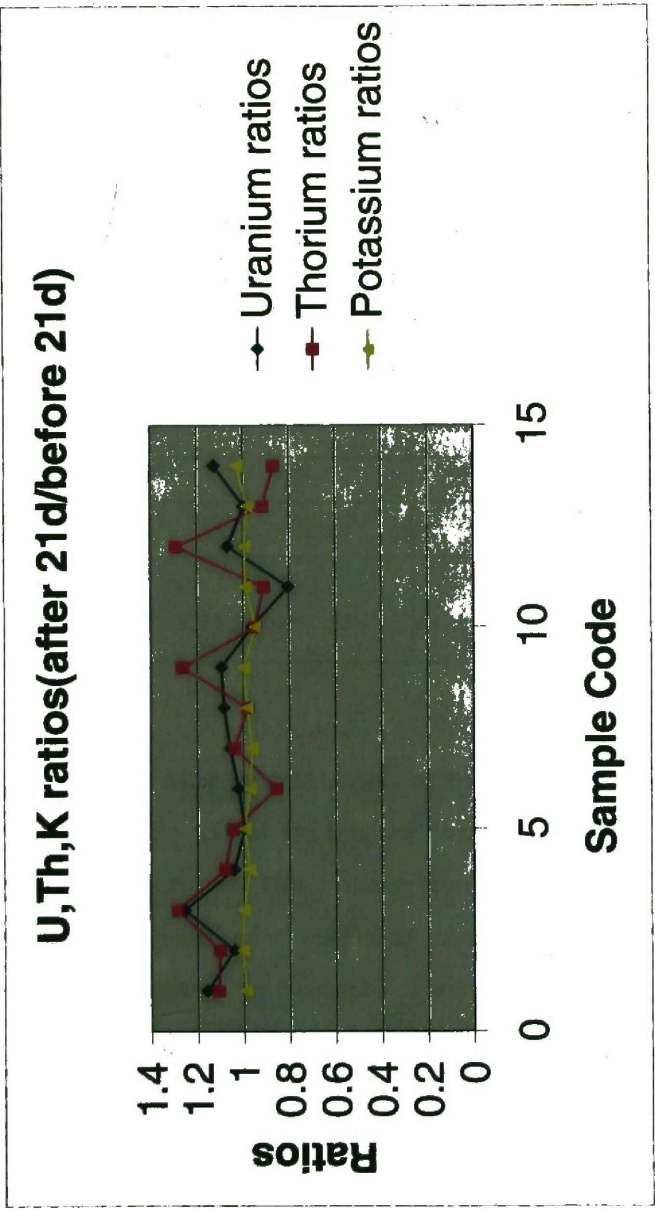 U,Th,K ratios(after 21d/before 21d)
Ratios
1.4
1.2
1
0.8
0.6
0.4
0.2
0
0 5 10 15
Sample Code
Uranium ratios
Thorium ratios
Potassium ratios